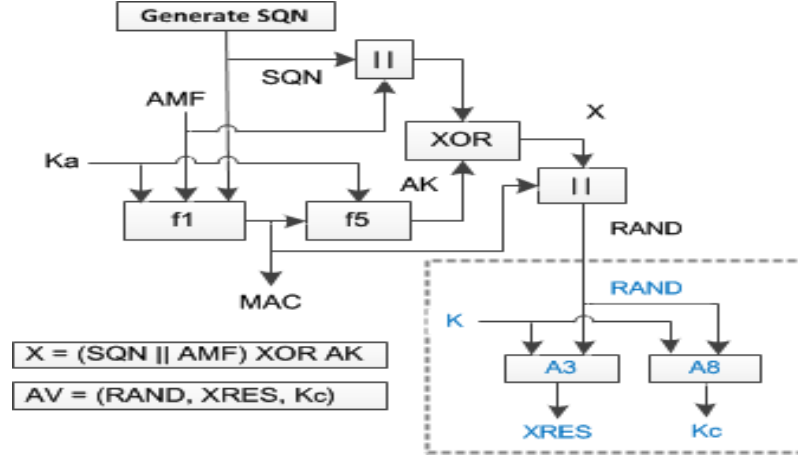 Generate SQN
||
SQN
AMF
X
XOR
Ka
AK
||
f1
f5
RAND
MAC
RAND
K
X = (SQN || AMF) XOR AK
A3
A8
AV = (RAND, XRES, Kc)
XRES
Kc